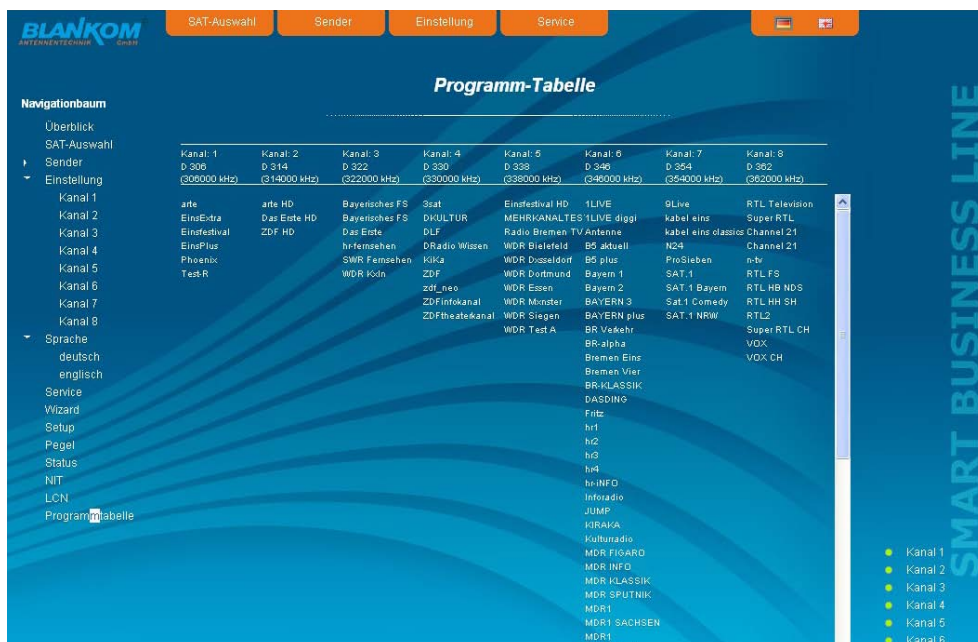 BLANKOM
ANTENNENTECHNIK GmbH
SAT-Auswahl Sender Einstellung Service
Programm-Tabelle
Navigationbaum
Überblick
SAT-Auswahl
Sender
Einstellung
Kanal 1
Kanal 2
Kanal 3
Kanal 4
Kanal 5
Kanal 6
Kanal 7
Kanal 8
Sprache
deutsch
englisch
Service
Wizard
Setup
Pegel
Status
NIT
LCN
Programmtabelle
Kanal: 1 Kanal: 2 Kanal: 3 Kanal: 4 Kanal: 5 Kanal: 6 Kanal: 7 Kanal: 8
D 306 D 314 D 322 D 330 D 338 D 346 D 354 D 362
(306000 kHz) (314000 kHz) (322000 kHz) (330000 kHz) (338000 kHz) (346000 kHz) (354000 kHz) (362000 kHz)
arte arte HD Bayerisches FS 3sat Einsfestival HD 1LIVE 9Live RTL Television
EinsExtra Das Erste HD Bayerisches FS DKULTUR MEHRKANALTES 1LIVE diggi kabel eins Super RTL
Einsfestival ZDF HD Das Erste DLF Radio Bremen TV Antenne kabel eins classics Channel 21
EinsPlus hr-fernsehen DRadio Wissen WDR Bielefeld B5 aktuell N24 Channel 21
Phoenix SWR Fernsehen KiKa WDR Dxsseldorf B5 plus ProSieben n-tv
Test-R WDR Kxln ZDF WDR Dortmund Bayern 1 SAT.1 RTL FS
zdf_neo WDR Essen Bayern 2 SAT.1 Bayern RTL HB NDS
ZDFinfokanal WDR Mxnster BAYERN 3 Sat.1 Comedy RTL HH SH
ZDFtheaterkanal WDR Siegen BAYERN plus SAT.1 NRW RTL2
WDR Test A BR Verkehr Super RTL CH
BR-alpha VOX
Bremen Eins VOX CH
Bremen Vier
BR-KLASSIK
DASDING
Fritz
hr1
hr2
hr3
hr4
hr-iNFO
Inforadio
JUMP
KIRAKA
Kulturradio
MDR FIGARO
MDR INFO
MDR KLASSIK
MDR SPUTNIK
MDR1
MDR1 SACHSEN
MDR1
SMART BUSINESS LINE
Kanal 1
Kanal 2
Kanal 3
Kanal 4
Kanal 5
Kanal 6